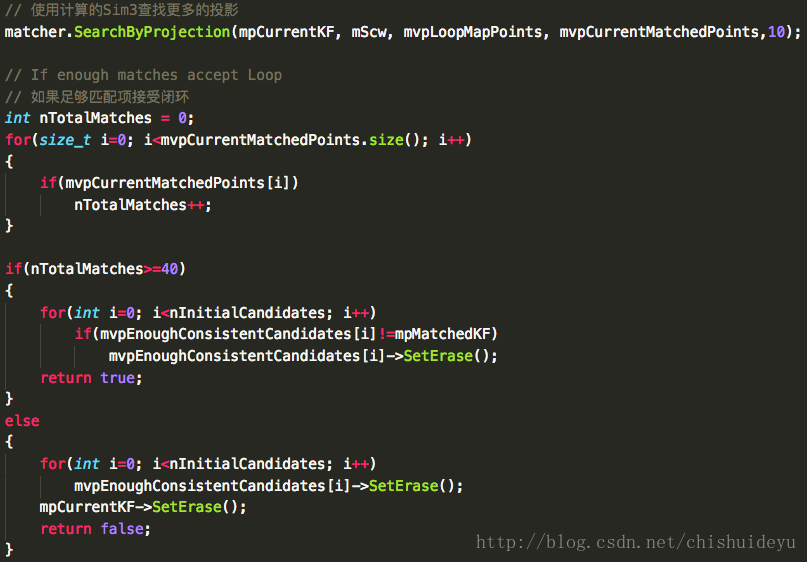 // 使用计算的Sim3查找更多的投影
matcher.SearchByProjection(mpCurrentKF, mScw, mvpLoopMapPoints, mvpCurrentMatchedPoints,10);
// If enough matches accept Loop
// 如果足够匹配项接受闭环
int nTotalMatches = 0;
for(size_t i=0; i<mvpCurrentMatchedPoints.size(); i++)
{
if(mvpCurrentMatchedPoints[i])
nTotalMatches++;
}
if(nTotalMatches>=40)
{
for(int i=0; i<nInitialCandidates; i++)
if(mvpEnoughConsistentCandidates[i]!=mpMatchedKF)
mvpEnoughConsistentCandidates[i]->SetErase();
return true;
}
else
{
for(int i=0; i<nInitialCandidates; i++)
mvpEnoughConsistentCandidates[i]->SetErase();
mpCurrentKF->SetErase();
return false;
}
http://blog.csdn.net/chishuideyu